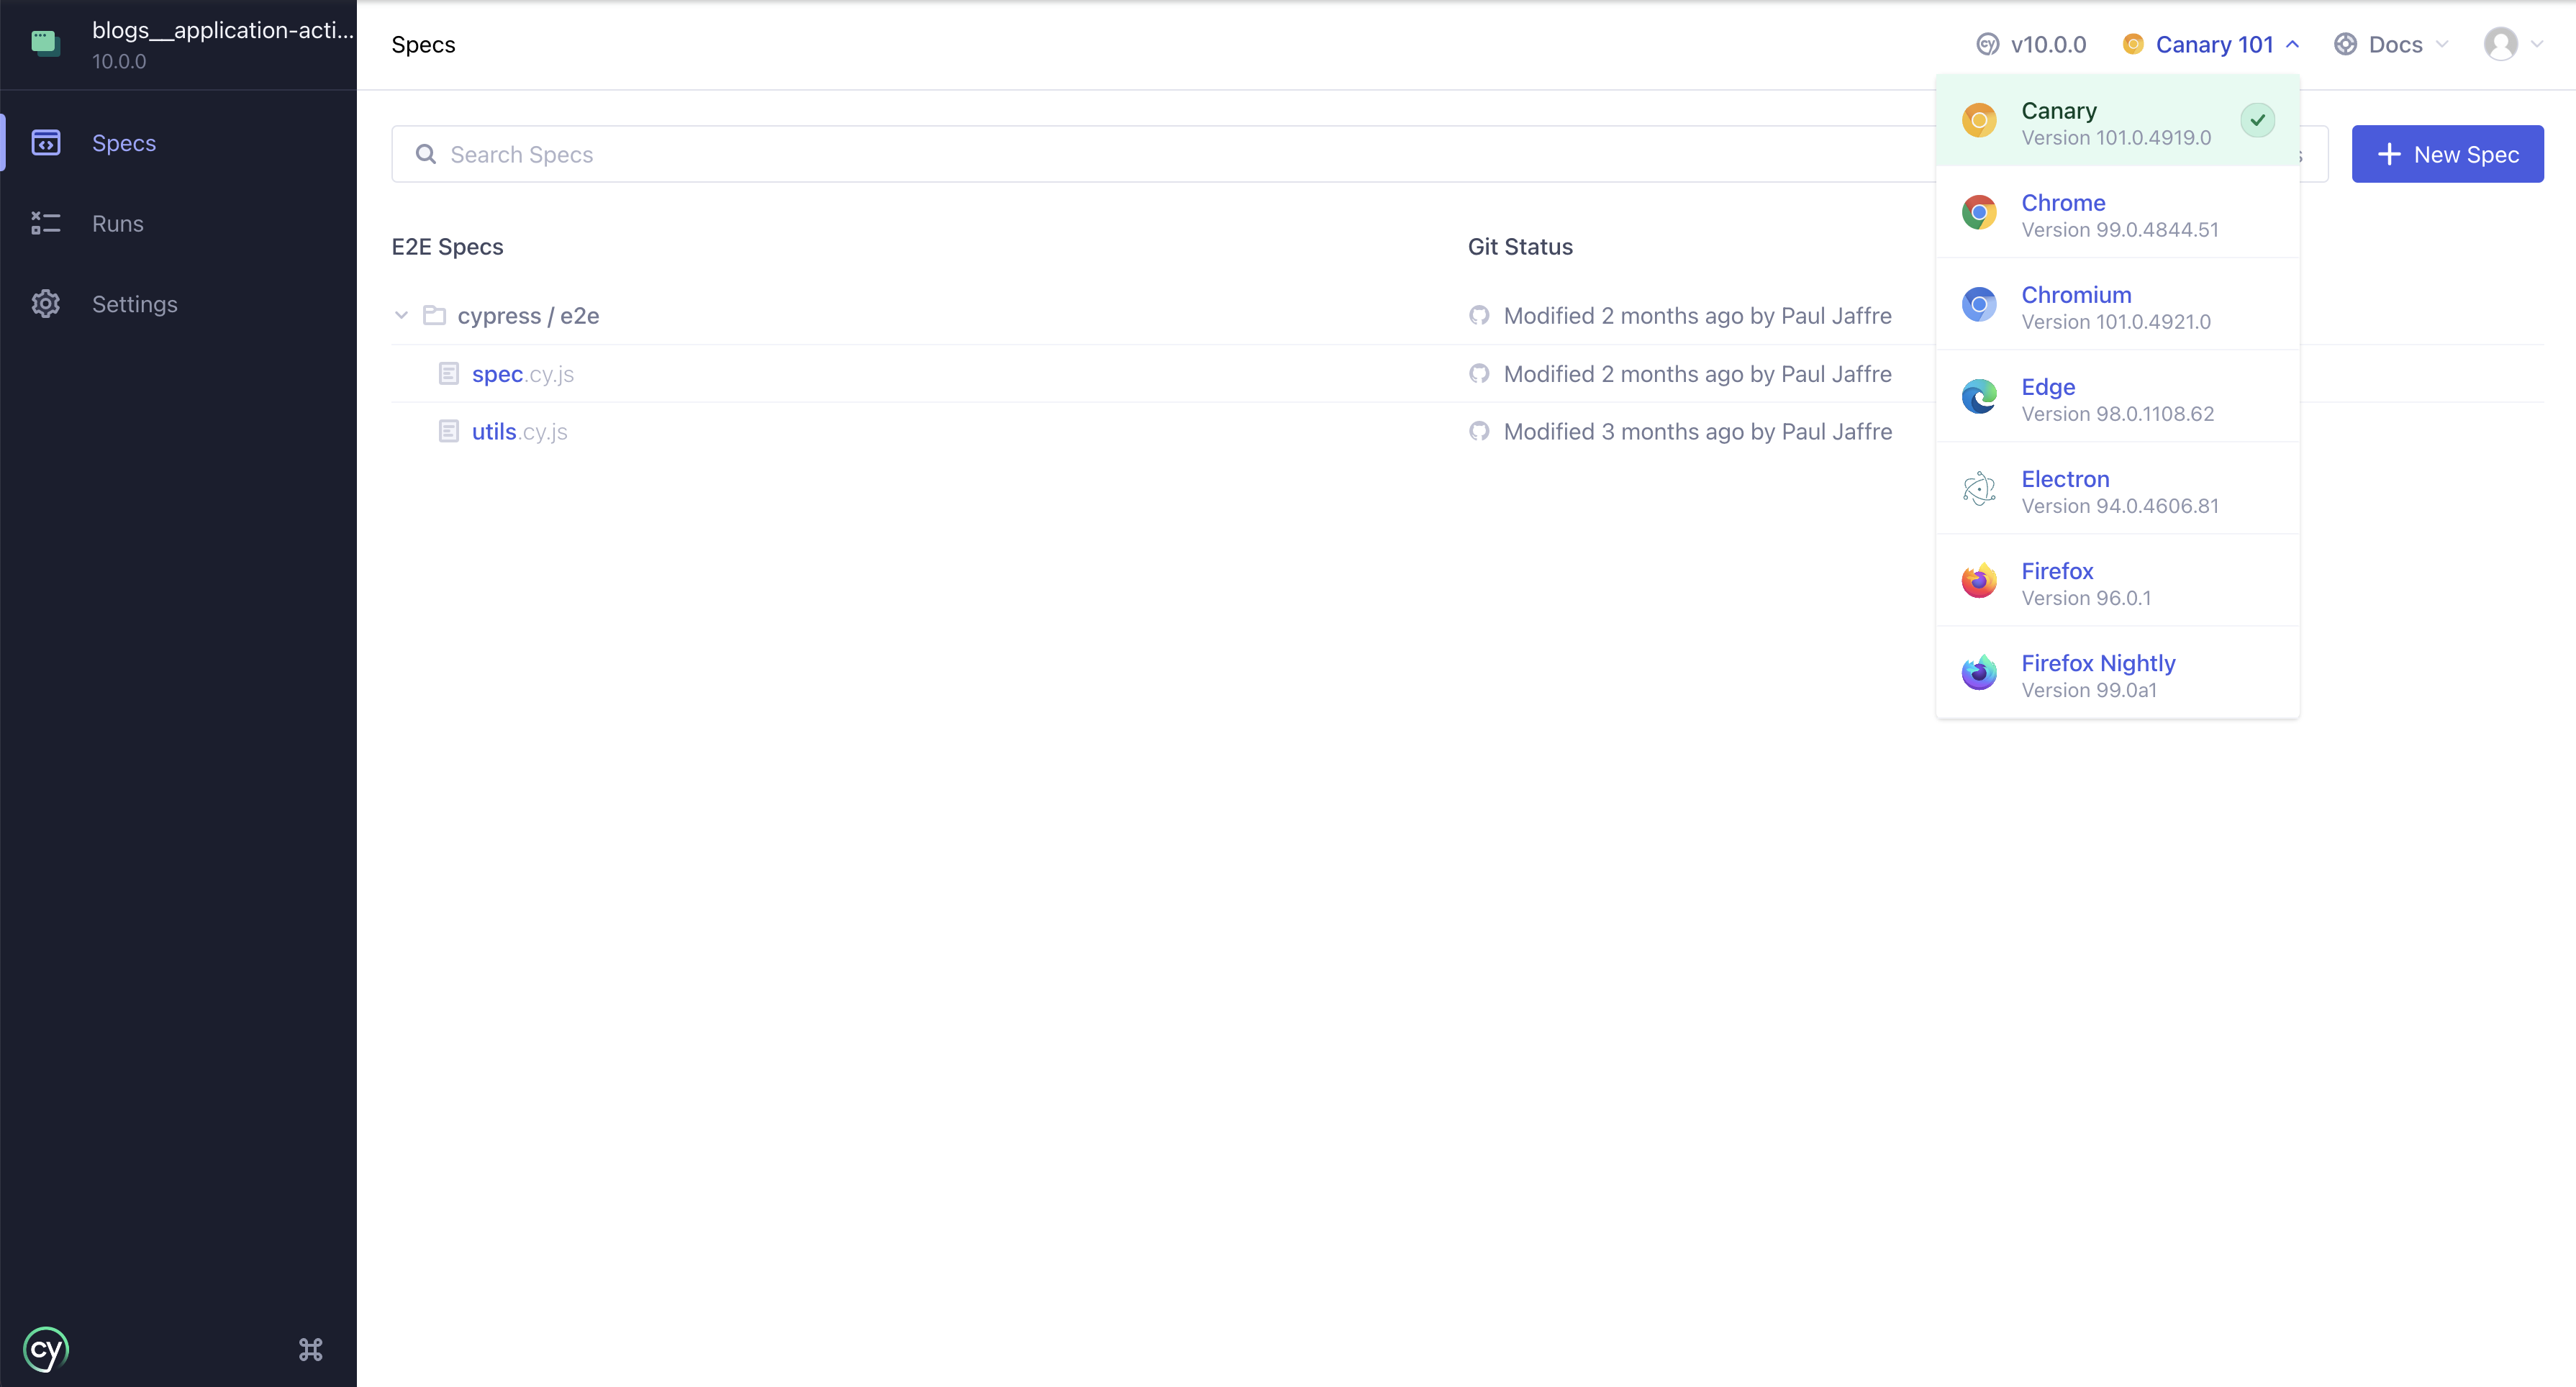 blogs__application-acti...
10.0.0
Specs
Runs
Settings
cy
Specs
cy v10.0.0 Canary 101 Docs
Search Specs
New Spec
E2E Specs Git Status
cypress / e2e Modified 2 months ago by Paul Jaffre
spec.cy.js Modified 2 months ago by Paul Jaffre
utils.cy.js Modified 3 months ago by Paul Jaffre
Canary
Version 101.0.4919.0
Chrome
Version 99.0.4844.51
Chromium
Version 101.0.4921.0
Edge
Version 98.0.1108.62
Electron
Version 94.0.4606.81
Firefox
Version 96.0.1
Firefox Nightly
Version 99.0a1